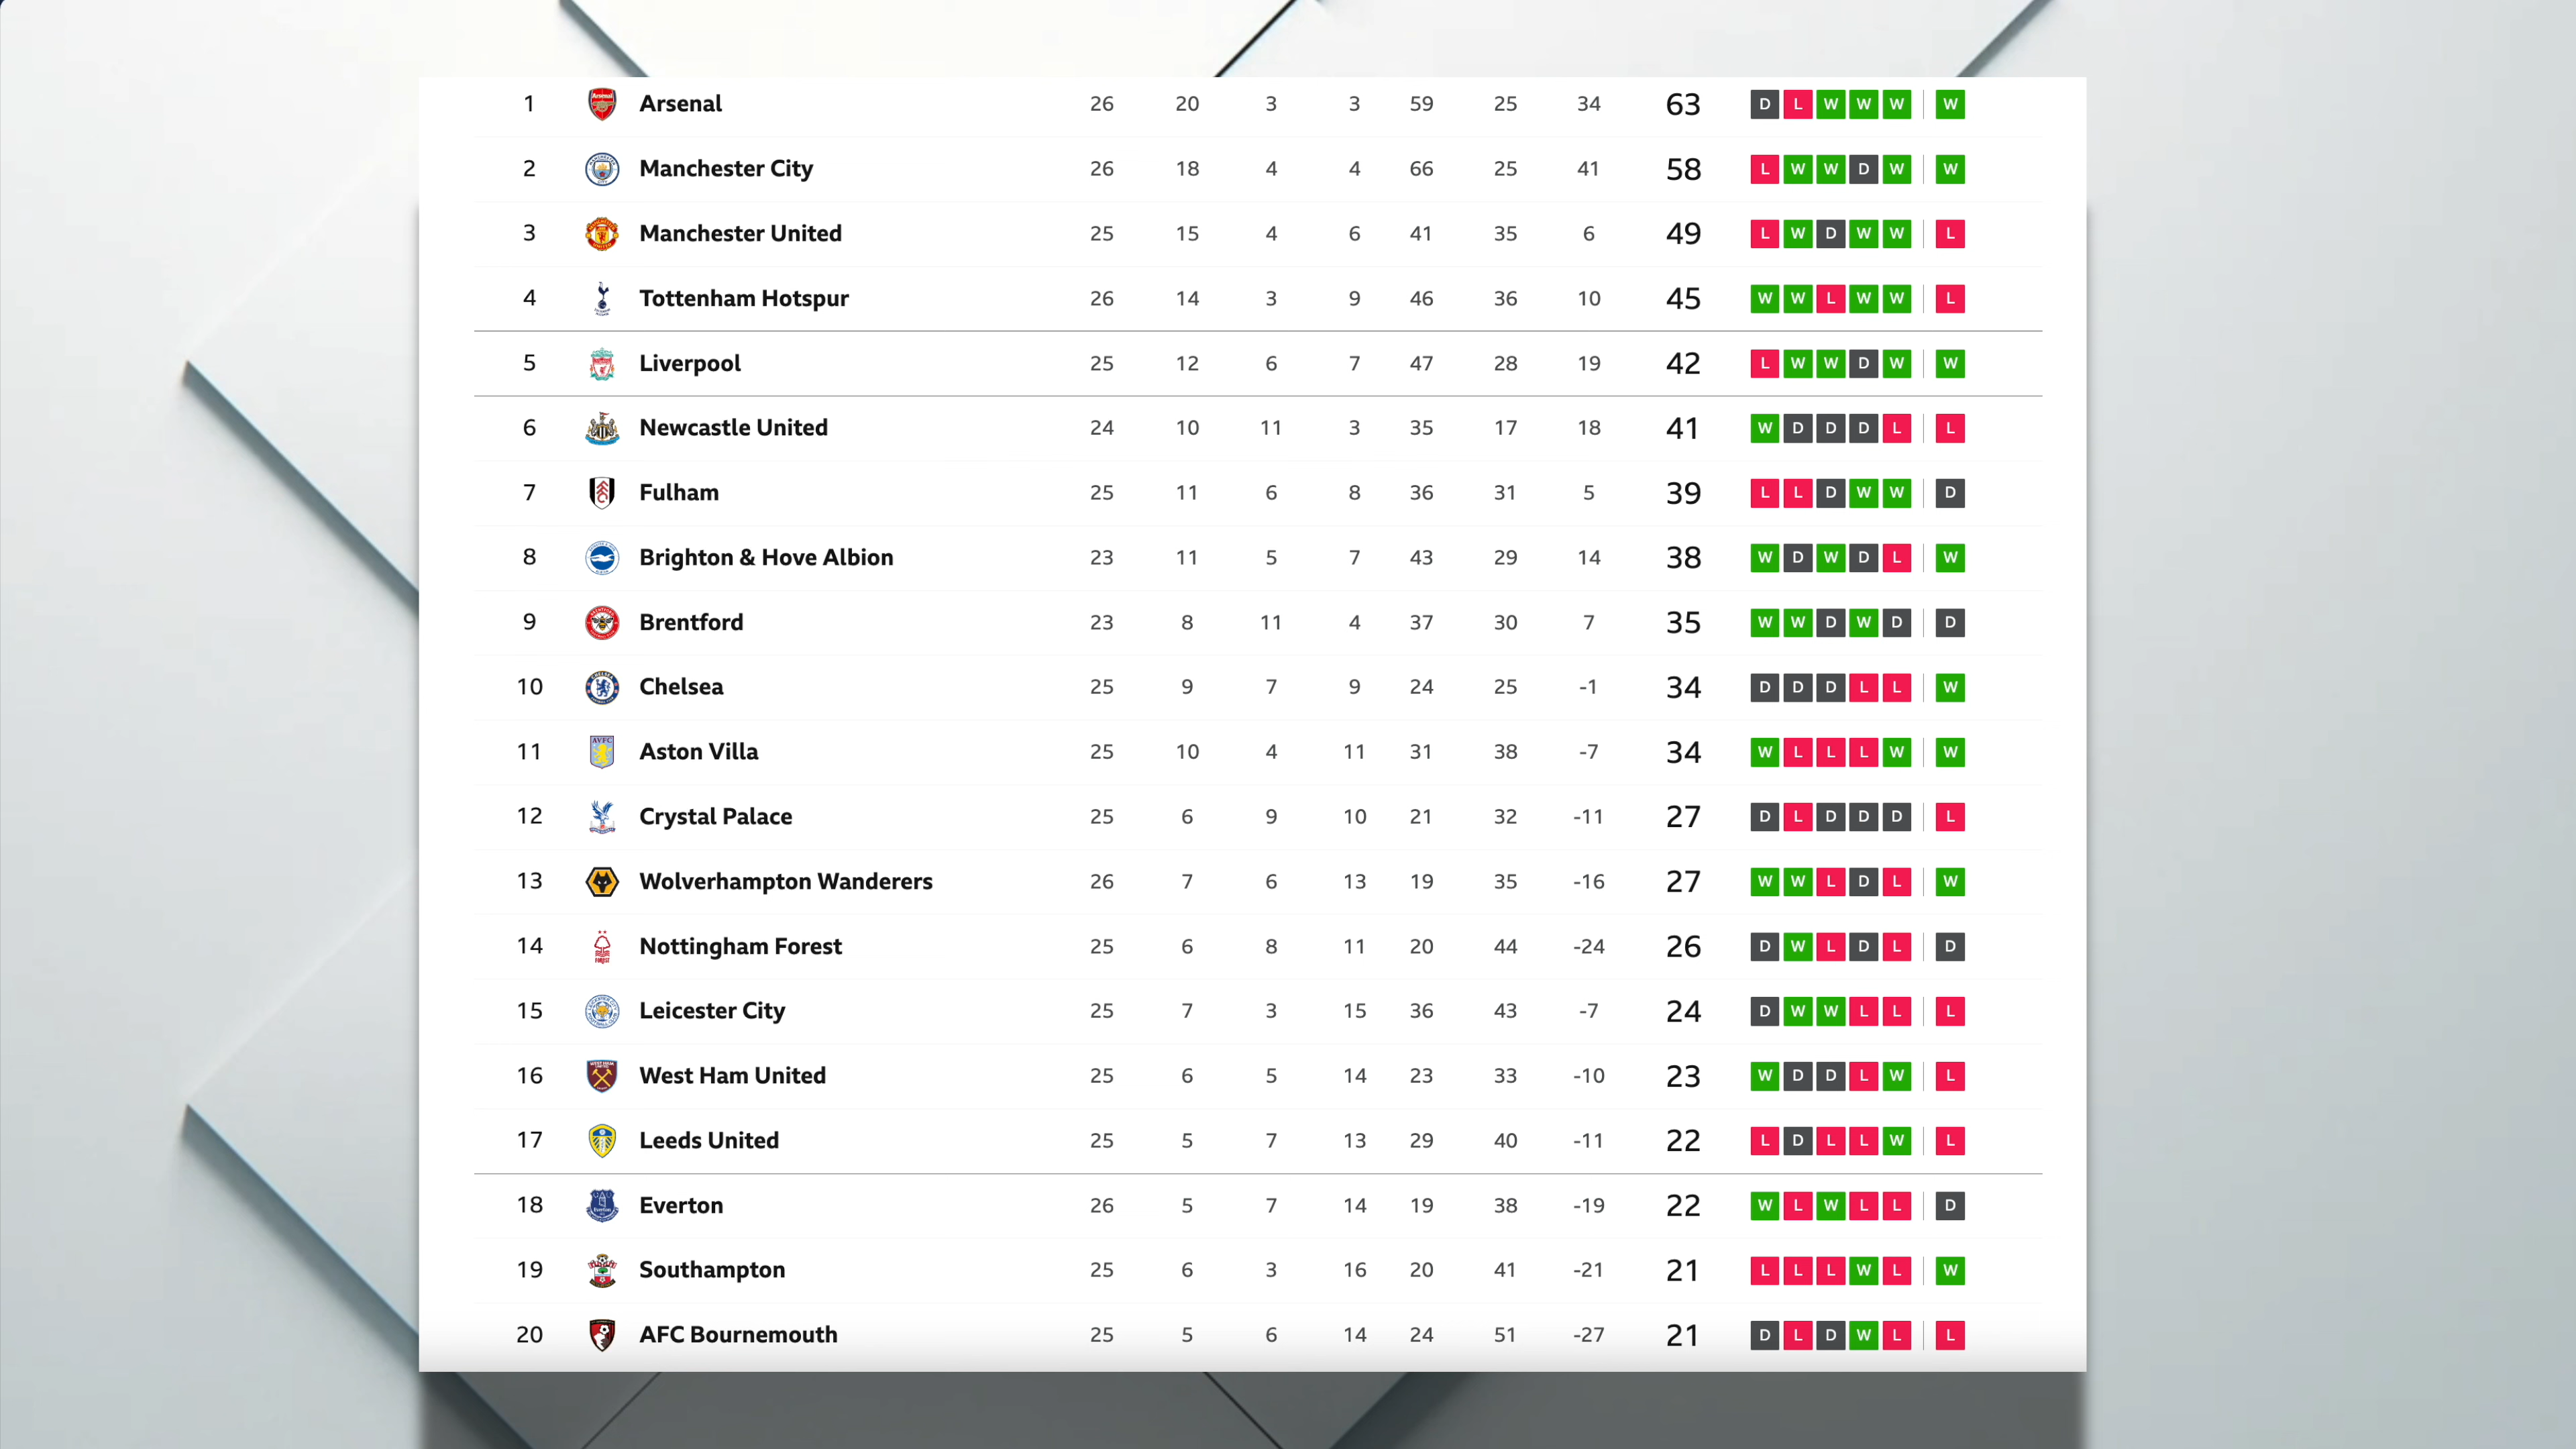 1 Arsenal 26 20 3 3 59 25 34 63 D L W W W W
2 Manchester City 26 18 4 4 66 25 41 58 L W W D W W
3 Manchester United 25 15 4 6 41 35 6 49 L W D W W L
4 Tottenham Hotspur 26 14 3 9 46 36 10 45 W W L W W L
5 Liverpool 25 12 6 7 47 28 19 42 L W W D W W
6 Newcastle United 24 10 11 3 35 17 18 41 W D D D L L
7 Fulham 25 11 6 8 36 31 5 39 L L D W W D
8 Brighton & Hove Albion 23 11 5 7 43 29 14 38 W D W D L W
9 Brentford 23 8 11 4 37 30 7 35 W W D W D D
10 Chelsea 25 9 7 9 24 25 -1 34 D D D L L W
11 Aston Villa 25 10 4 11 31 38 -7 34 W L L L W W
12 Crystal Palace 25 6 9 10 21 32 -11 27 D L D D D L
13 Wolverhampton Wanderers 26 7 6 13 19 35 -16 27 W W L D L W
14 Nottingham Forest 25 6 8 11 20 44 -24 26 D W L D L D
15 Leicester City 25 7 3 15 36 43 -7 24 D W W L L L
16 West Ham United 25 6 5 14 23 33 -10 23 W D D L W L
17 Leeds United 25 5 7 13 29 40 -11 22 L D L L W L
18 Everton 26 5 7 14 19 38 -19 22 W L W L L D
19 Southampton 25 6 3 16 20 41 -21 21 L L L W L W
20 AFC Bournemouth 25 5 6 14 24 51 -27 21 D L D W L L